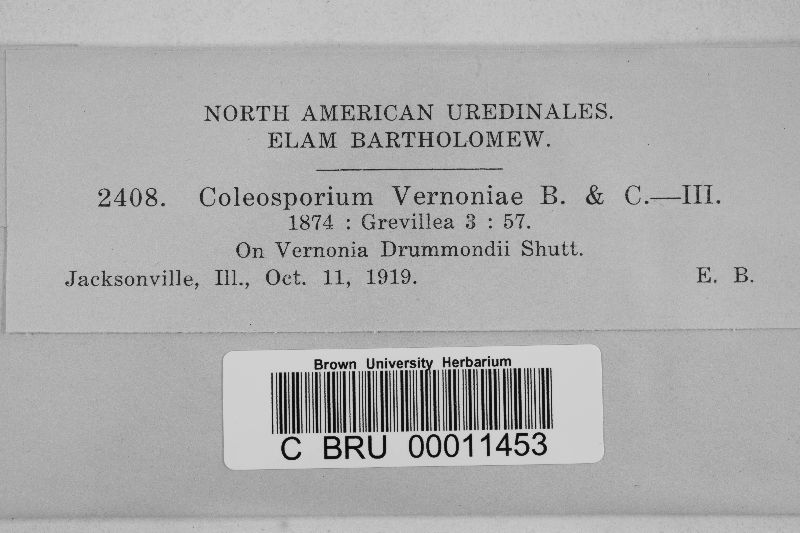 NORTH AMERICAN UREDINALES.
ELAM BARTHOLOMEW.
2408. Coleosporium Vernoniae B. & C.—III.
1874 : Grevillea 3 : 57.
On Vernonia Drummondii Shutt.
Jacksonville, Ill., Oct. 11, 1919. E. B.
Brown University Herbarium
C BRU 00011453